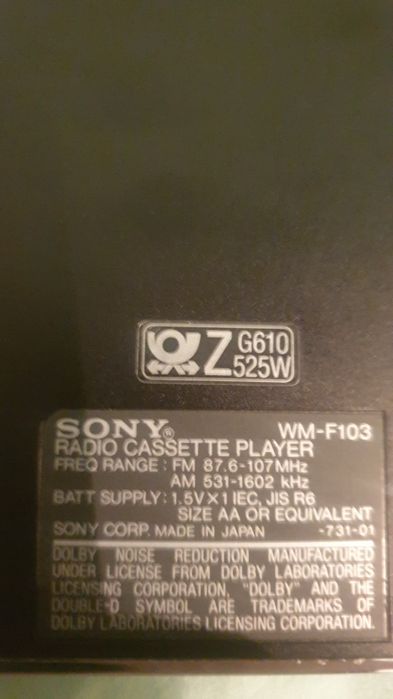 Z G610
525W
SONY® WM-F103
RADIO CASSETTE PLAYER
FREQ RANGE : FM 87.6-107MHz
AM 531-1602 kHz
BATT SUPPLY: 1.5V X 1 IEC, JIS R6
SIZE AA OR EQUIVALENT
SONY CORP. MADE IN JAPAN -731-01
DOLBY NOISE REDUCTION MANUFACTURED
UNDER LICENSE FROM DOLBY LABORATORIES
LICENSING CORPORATION, "DOLBY" AND THE
DOUBLE-D SYMBOL ARE TRADEMARKS OF
DOLBY LABORATORIES LICENSING CORPORATION.